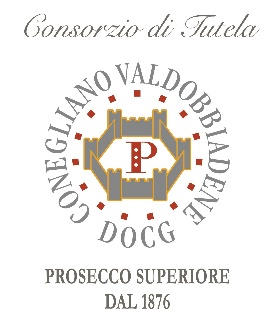 Consorzio di Tutela
CONEGLIANO VALDOBBIADENE
P
DOCG
PROSECCO SUPERIORE
DAL 1876